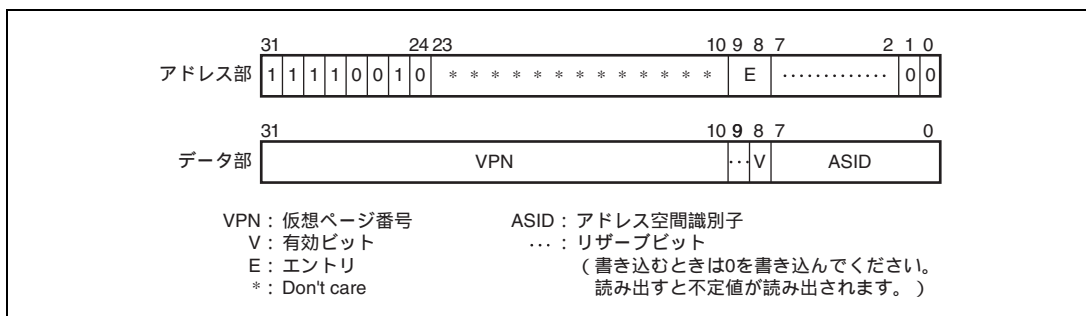 31 24 23 10 9 8 7 2 1 0
アドレス部 1 1 1 1 0 0 1 0 * * * * * * * * * * * * * E ············· 0 0
31 10 9 8 7 0
データ部 VPN ··· V ASID
VPN : 仮想ページ番号 ASID : アドレス空間識別子
V : 有効ビット ··· : リザーブビット
E : エントリ (書き込むときは0を書き込んでください。
* : Don't care 読み出すと不定値が読み出されます。)